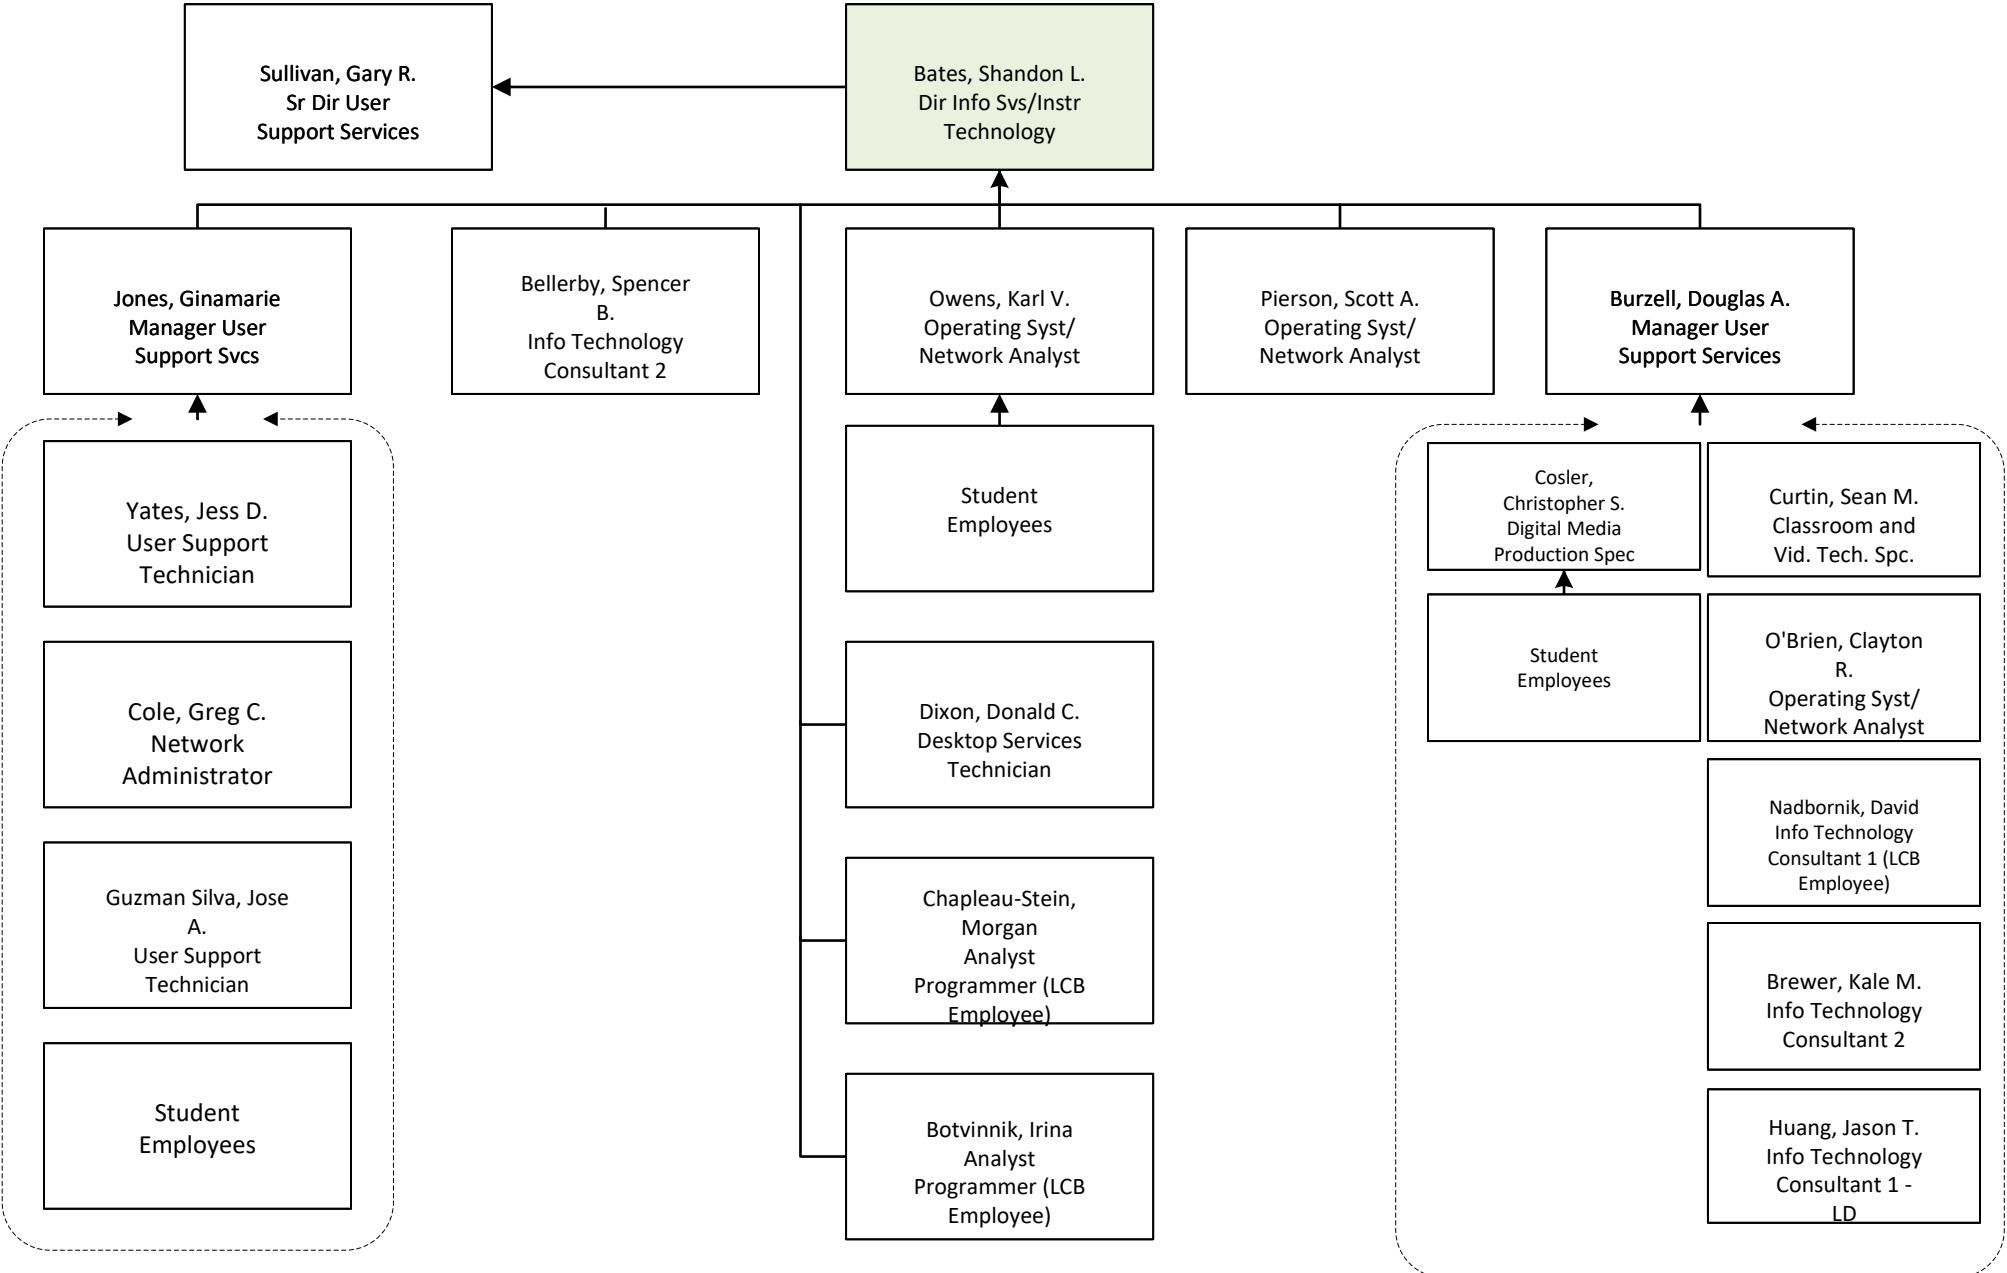 Sullivan, Gary R.
Sr Dir User
Support Services
Bates, Shandon L.
Dir Info Svs/Instr
Technology
Jones, Ginamarie
Manager User
Support Svcs
Bellerby, Spencer
B.
Info Technology
Consultant 2
Owens, Karl V.
Operating Syst/
Network Analyst
Pierson, Scott A.
Operating Syst/
Network Analyst
Burzell, Douglas A.
Manager User
Support Services
Yates, Jess D.
User Support
Technician
Cole, Greg C.
Network
Administrator
Guzman Silva, Jose
A.
User Support
Technician
Student
Employees
Student
Employees
Dixon, Donald C.
Desktop Services
Technician
Chapleau-Stein,
Morgan
Analyst
Programmer (LCB
Employee)
Botvinnik, Irina
Analyst
Programmer (LCB
Employee)
Cosler,
Christopher S.
Digital Media
Production Spec
Student
Employees
Curtin, Sean M.
Classroom and
Vid. Tech. Spc.
O'Brien, Clayton
R.
Operating Syst/
Network Analyst
Nadbornik, David
Info Technology
Consultant 1 (LCB
Employee)
Brewer, Kale M.
Info Technology
Consultant 2
Huang, Jason T.
Info Technology
Consultant 1 -
LD